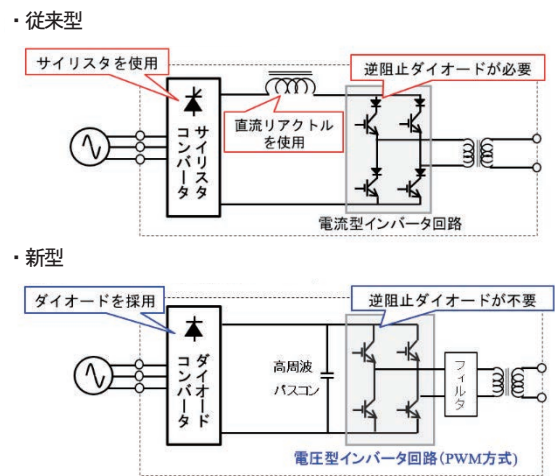 ・従来型
サイリスタを使用
逆阻止ダイオードが必要
直流リアクトル
を使用
サイリスタ
コンバータ
電流型インバータ回路
・新型
ダイオードを採用
逆阻止ダイオードが不要
ダイオード
コンバータ
高周波
パスコン
フィルタ
電圧型インバータ回路(PWM方式)